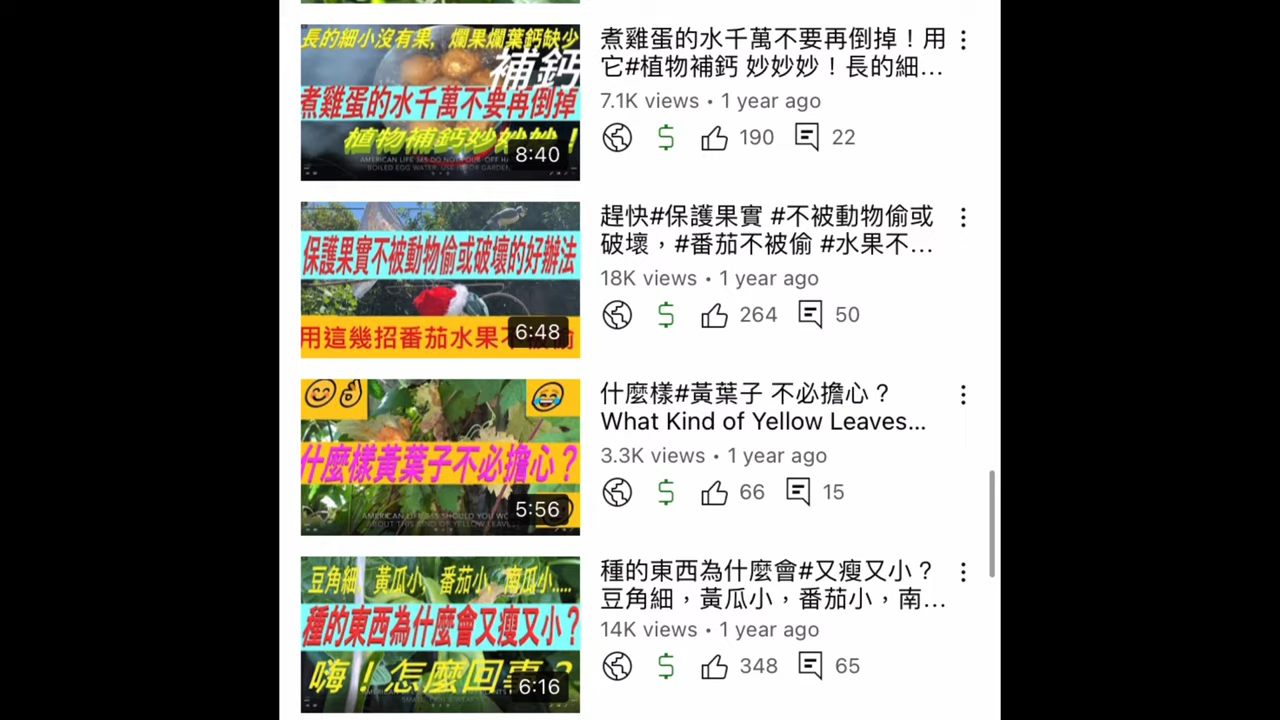 長的細小沒有果，爛果爛葉鈣缺少
補鈣
煮雞蛋的水千萬不要再倒掉
植物補鈣妙妙妙！
8:40
煮雞蛋的水千萬不要再倒掉！用
它#植物補鈣 妙妙妙！長的細...
7.1K views • 1 year ago
190 22
保護果實不被動物偷或破壞的好辦法
用這幾招番茄水果不被偷
6:48
趕快#保護果實 #不被動物偷或
破壞，#番茄不被偷 #水果不...
18K views • 1 year ago
264 50
什麼樣黃葉子不必擔心？
5:56
什麼樣#黃葉子 不必擔心？
What Kind of Yellow Leaves...
3.3K views • 1 year ago
66 15
豆角細，黃瓜小，番茄小，南瓜小.....
種的東西為什麼會又瘦又小？
嗨！怎麼回事？
6:16
種的東西為什麼會#又瘦又小？
豆角細，黃瓜小，番茄小，南...
14K views • 1 year ago
348 65